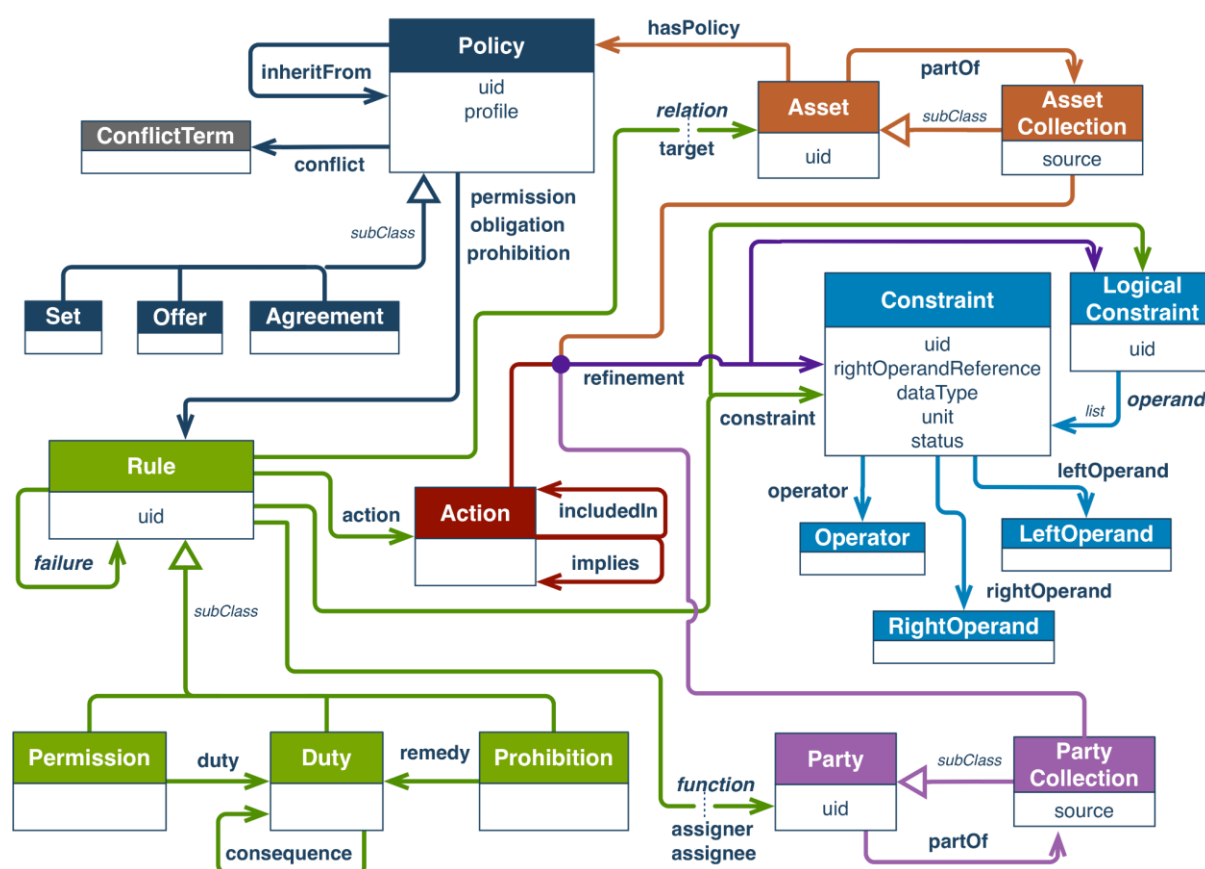 Policy
uid
profile
inheritFrom
hasPolicy
partOf
Asset
uid
subClass
Asset
Collection
source
relation
target
ConflictTerm
conflict
subClass
permission
obligation
prohibition
Set
Offer
Agreement
Constraint
uid
rightOperandReference
dataType
unit
status
Logical
Constraint
uid
refinement
constraint
list
operand
leftOperand
operator
Operator
LeftOperand
rightOperand
RightOperand
Rule
uid
failure
action
Action
includedIn
implies
subClass
Permission
duty
Duty
remedy
Prohibition
consequence
function
assigner
assignee
Party
uid
subClass
Party
Collection
source
partOf